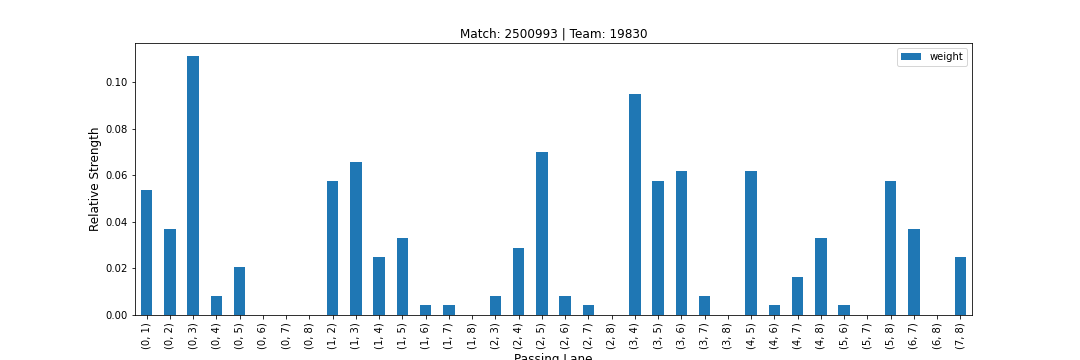 Match: 2500993 | Team: 19830
weight
Relative Strength
0.10
0.08
0.06
0.04
0.02
0.00
(0, 1) (0, 2) (0, 3) (0, 4) (0, 5) (0, 6) (0, 7) (0, 8) (1, 2) (1, 3) (1, 4) (1, 5) (1, 6) (1, 7) (1, 8) (2, 3) (2, 4) (2, 5) (2, 6) (2, 7) (2, 8) (3, 4) (3, 5) (3, 6) (3, 7) (3, 8) (4, 5) (4, 6) (4, 7) (4, 8) (5, 6) (5, 7) (5, 8) (6, 7) (6, 8) (7, 8)
Passing Lane